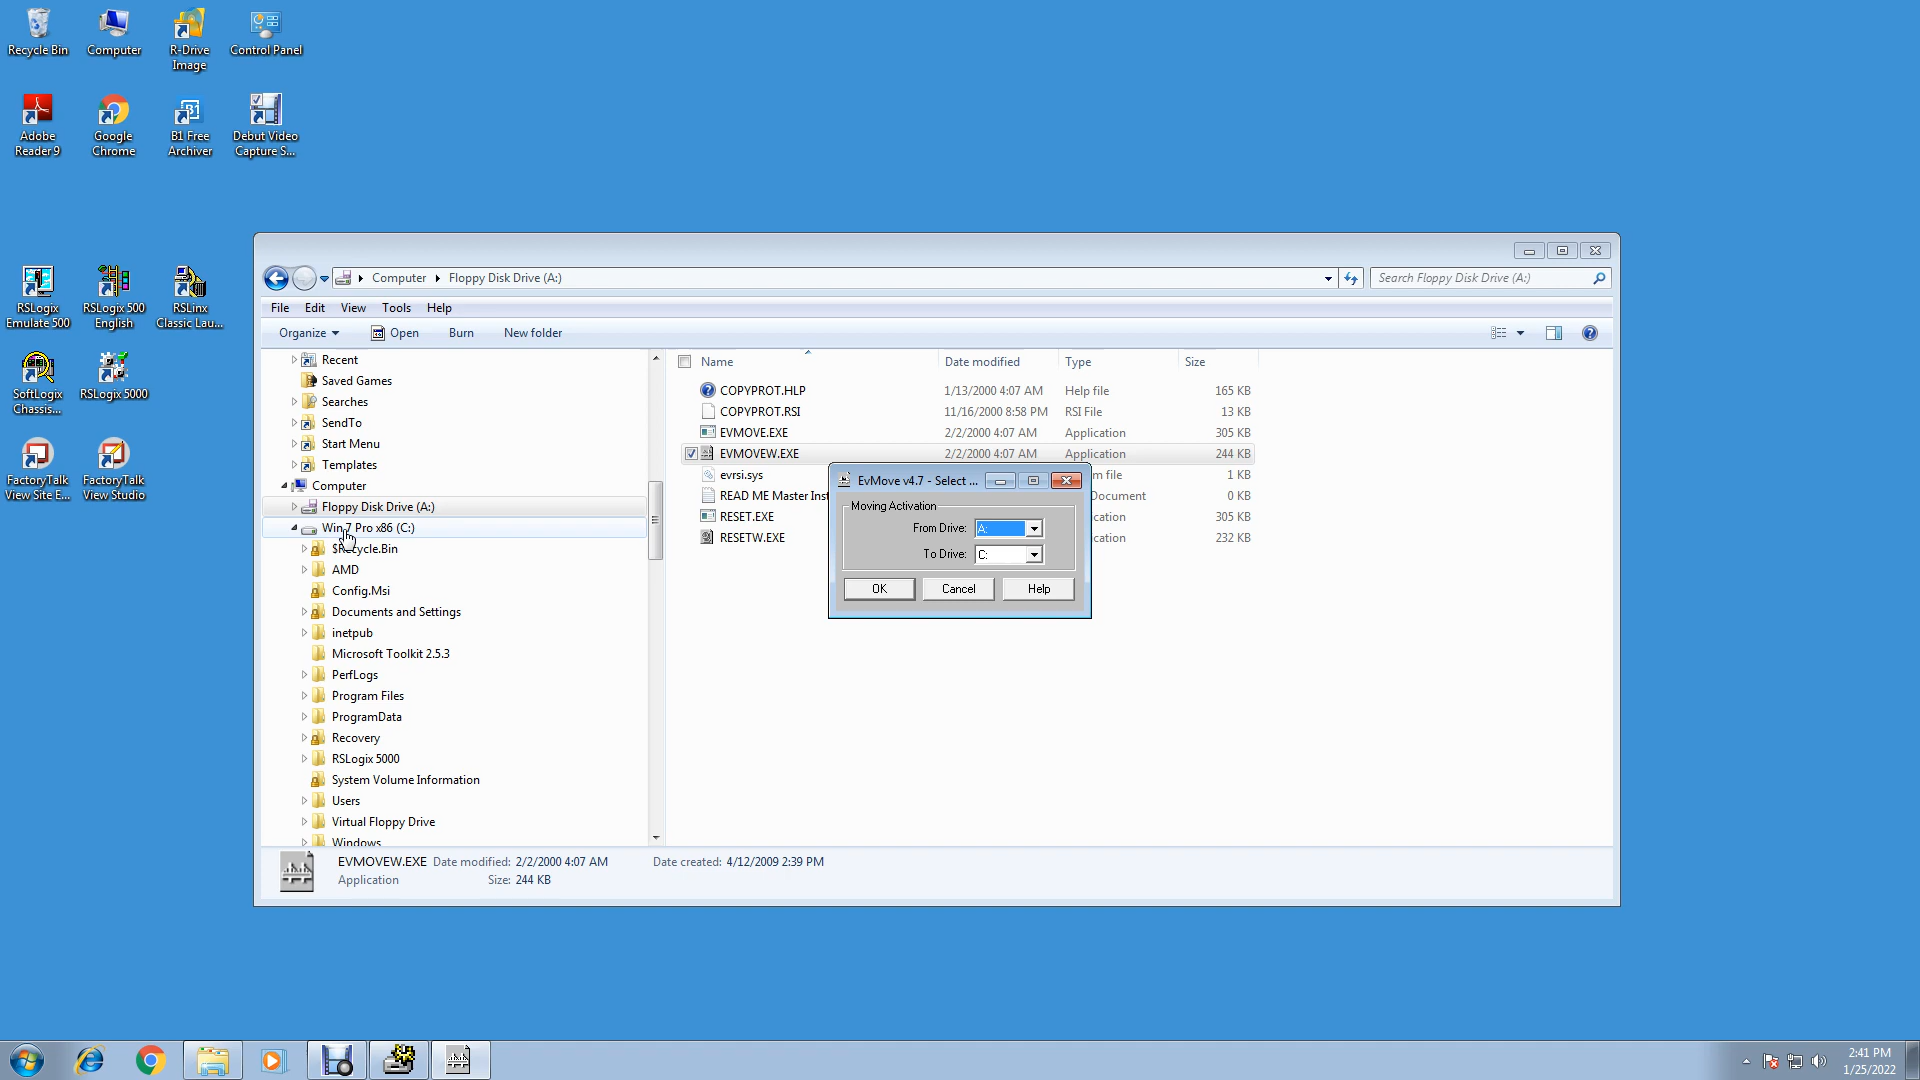 Recycle Bin
Computer
R-Drive
Image
Control Panel
Adobe
Reader 9
Google
Chrome
B1 Free
Archiver
Debut Video
Capture S...
RSLogix
Emulate 500
RSLogix 500
English
RSLinx
Classic Lau...
SoftLogix
Chassis...
RSLogix 5000
FactoryTalk
View Site E...
FactoryTalk
View Studio
Computer
Floppy Disk Drive (A:)
Search Floppy Disk Drive (A:)
File Edit View Tools Help
Organize Open Burn New folder
Recent
Saved Games
Searches
SendTo
Start Menu
Templates
Computer
Floppy Disk Drive (A:)
Win 7 Pro x86 (C:)
$Recycle.Bin
AMD
Config.Msi
Documents and Settings
inetpub
Microsoft Toolkit 2.5.3
PerfLogs
Program Files
ProgramData
Recovery
RSLogix 5000
System Volume Information
Users
Virtual Floppy Drive
Windows
Name Date modified Type Size
COPYPROT.HLP 1/13/2000 4:07 AM Help file 165 KB
COPYPROT.RSI 11/16/2000 8:58 PM RSI File 13 KB
EVMOVE.EXE 2/2/2000 4:07 AM Application 305 KB
EVMOVEW.EXE 2/2/2000 4:07 AM Application 244 KB
evrsi.sys m file 1 KB
READ ME Master Inst ocument 0 KB
RESET.EXE Application 305 KB
RESETW.EXE Application 232 KB
EvMove v4.7 - Select ...
Moving Activation
From Drive: A:
To Drive: C:
OK Cancel Help
EVMOVEW.EXE Date modified: 2/2/2000 4:07 AM Date created: 4/12/2009 2:39 PM
Application Size: 244 KB
2:41 PM
1/25/2022